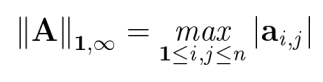 ‖A‖₁,∞ = max |aᵢ,ⱼ|
1≤i,j≤n